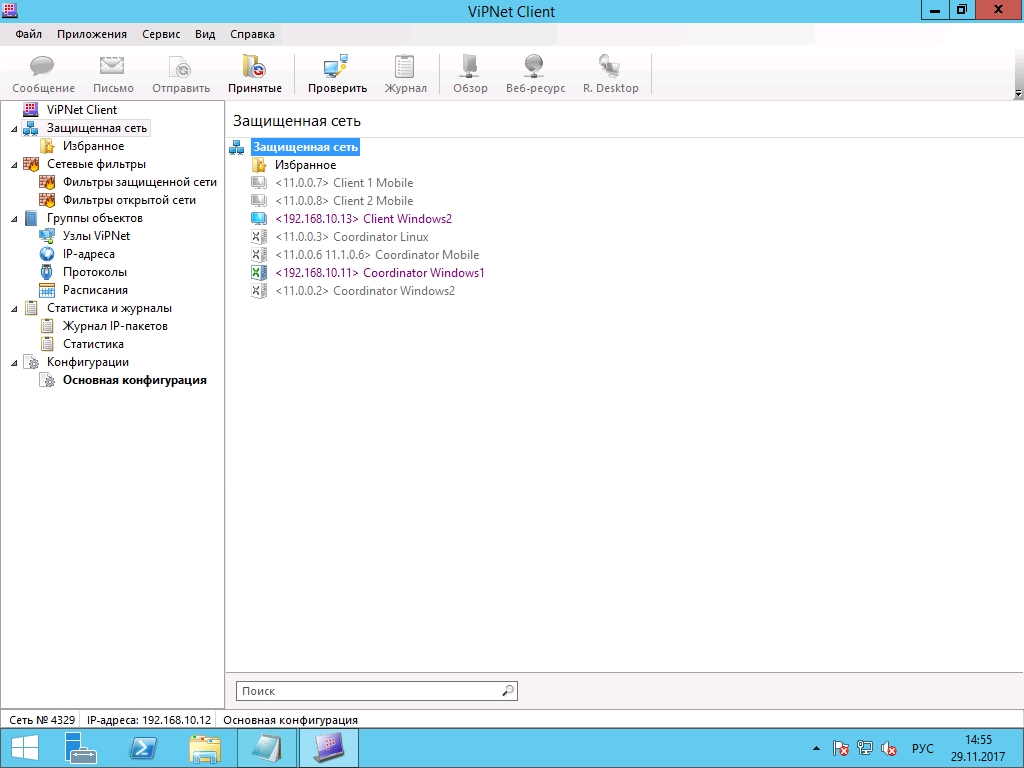 ViPNet Client
Файл Приложения Сервис Вид Справка
Сообщение Письмо Отправить Принятые Проверить Журнал Обзор Веб-ресурс R. Desktop
ViPNet Client
Защищенная сеть
Избранное
Сетевые фильтры
Фильтры защищенной сети
Фильтры открытой сети
Группы объектов
Узлы ViPNet
IP-адреса
Протоколы
Расписания
Статистика и журналы
Журнал IP-пакетов
Статистика
Конфигурации
Основная конфигурация
Защищенная сеть
Защищенная сеть
Избранное
<11.0.0.7> Client 1 Mobile
<11.0.0.8> Client 2 Mobile
<192.168.10.13> Client Windows2
<11.0.0.3> Coordinator Linux
<11.0.0.6 11.1.0.6> Coordinator Mobile
<192.168.10.11> Coordinator Windows1
<11.0.0.2> Coordinator Windows2
Поиск
Сеть № 4329 IP-адреса: 192.168.10.12 Основная конфигурация
РУС
14:55
29.11.2017